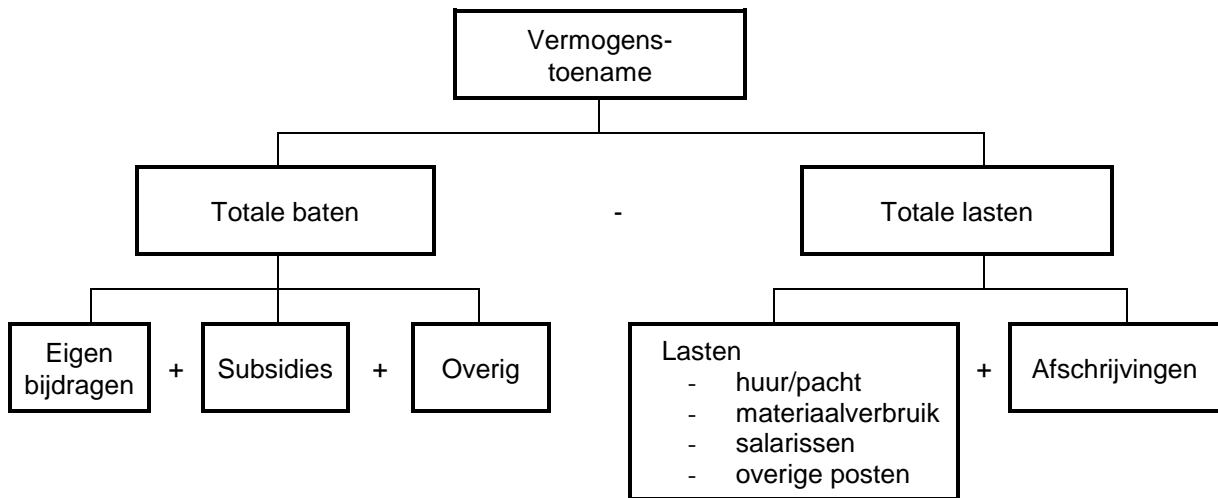 Vermogens-
toename
Totale baten
-
Totale lasten
Eigen
bijdragen
+
Subsidies
+
Overig
Lasten
- huur/pacht
- materiaalverbruik
- salarissen
- overige posten
+
Afschrijvingen